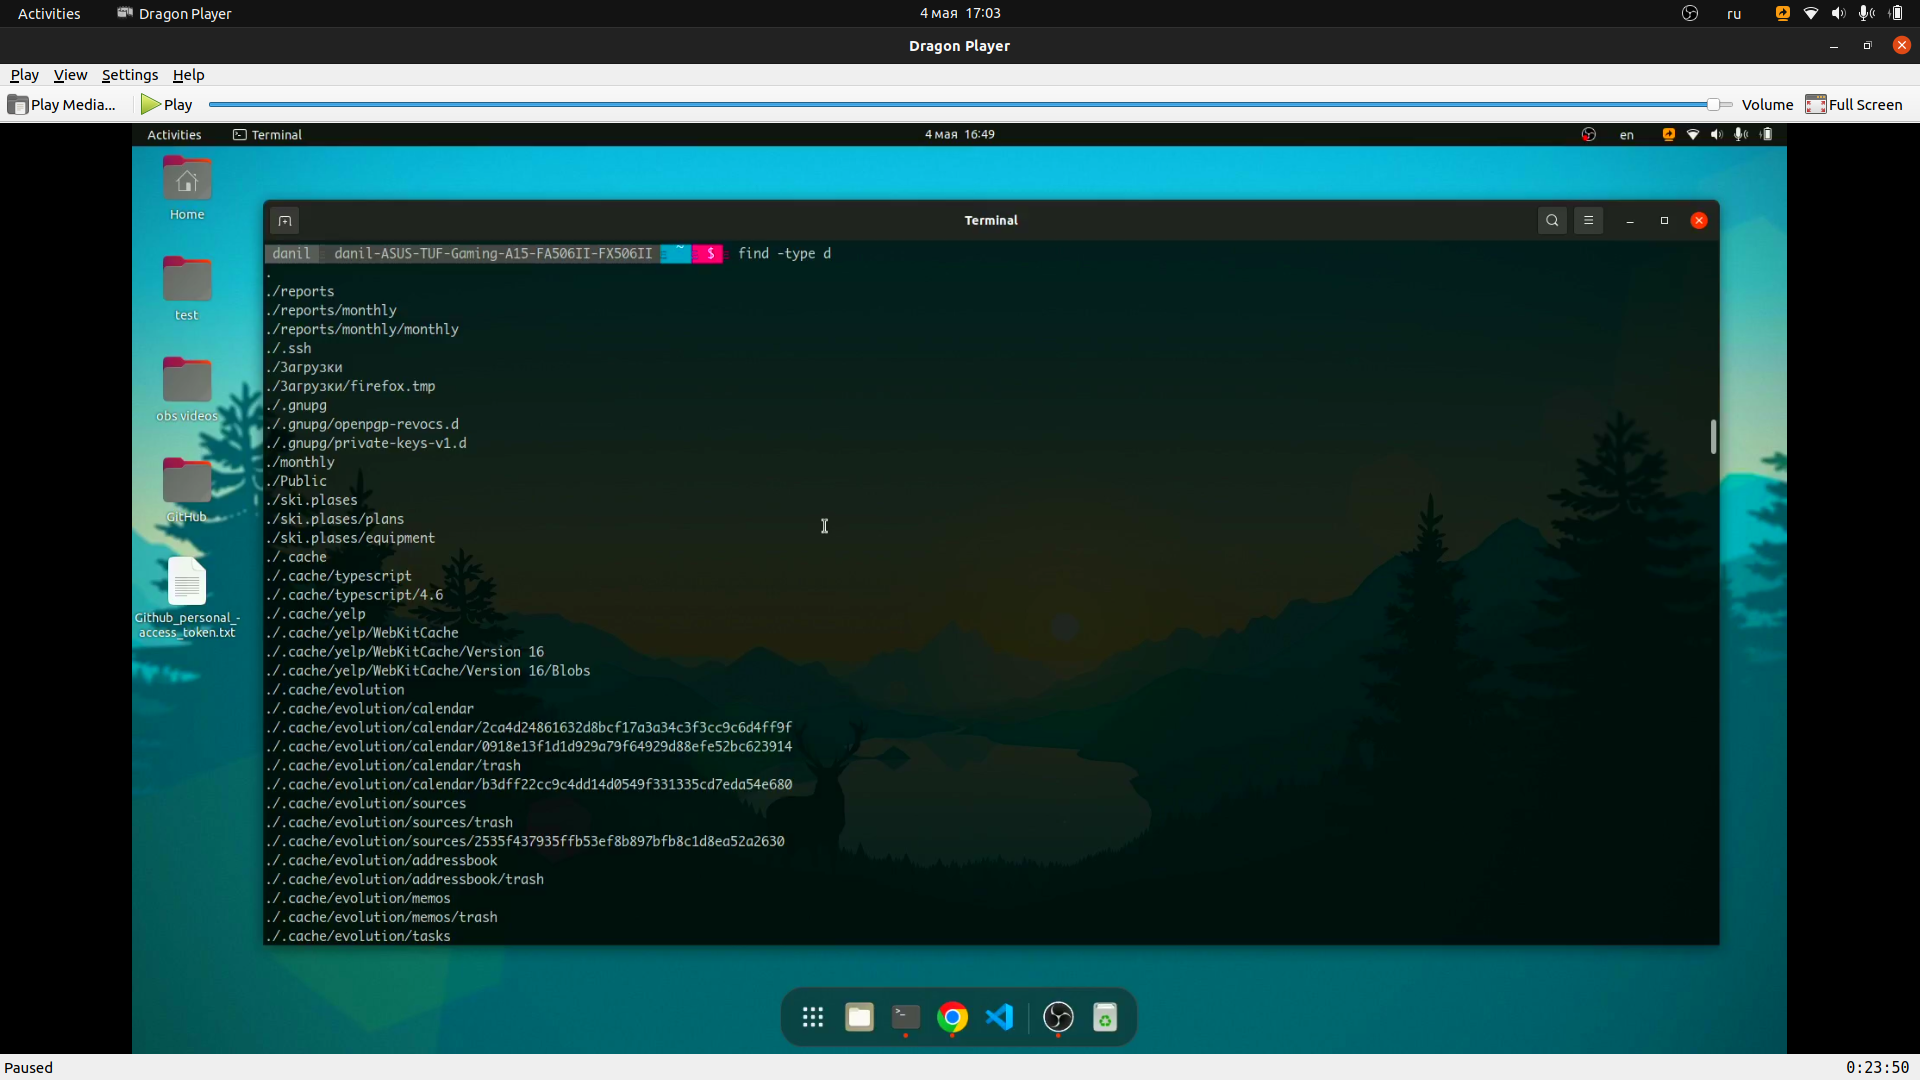 Activities Dragon Player 4 мая 17:03 ru
Dragon Player
Play View Settings Help
Play Media... Play Volume Full Screen
Activities Terminal 4 мая 16:49 en
Home
test
obs videos
GitHub
Github_personal_-
access_token.txt
Terminal
danil danil-ASUS-TUF-Gaming-A15-FA506II-FX506II ~ $ find -type d
.
./reports
./reports/monthly
./reports/monthly/monthly
./.ssh
./Загрузки
./Загрузки/firefox.tmp
./.gnupg
./.gnupg/openpgp-revocs.d
./.gnupg/private-keys-v1.d
./monthly
./Public
./ski.plases
./ski.plases/plans
./ski.plases/equipment
./.cache
./.cache/typescript
./.cache/typescript/4.6
./.cache/yelp
./.cache/yelp/WebKitCache
./.cache/yelp/WebKitCache/Version 16
./.cache/yelp/WebKitCache/Version 16/Blobs
./.cache/evolution
./.cache/evolution/calendar
./.cache/evolution/calendar/2ca4d24861632d8bcf17a3a34c3f3cc9c6d4ff9f
./.cache/evolution/calendar/0918e13f1d1d929a79f64929d88efe52bc623914
./.cache/evolution/calendar/trash
./.cache/evolution/calendar/b3dff22cc9c4dd14d0549f331335cd7eda54e680
./.cache/evolution/sources
./.cache/evolution/sources/trash
./.cache/evolution/sources/2535f437935ffb53ef8b897bfb8c1d8ea52a2630
./.cache/evolution/addressbook
./.cache/evolution/addressbook/trash
./.cache/evolution/memos
./.cache/evolution/memos/trash
./.cache/evolution/tasks
Paused 0:23:50